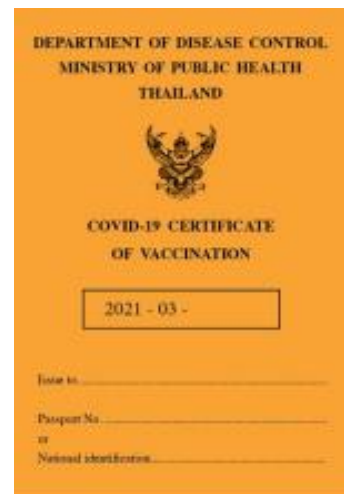 DEPARTMENT OF DISEASE CONTROL
MINISTRY OF PUBLIC HEALTH
THAILAND
COVID-19 CERTIFICATE
OF VACCINATION
2021 - 03 -
Issue to
Passport No
or
National identification